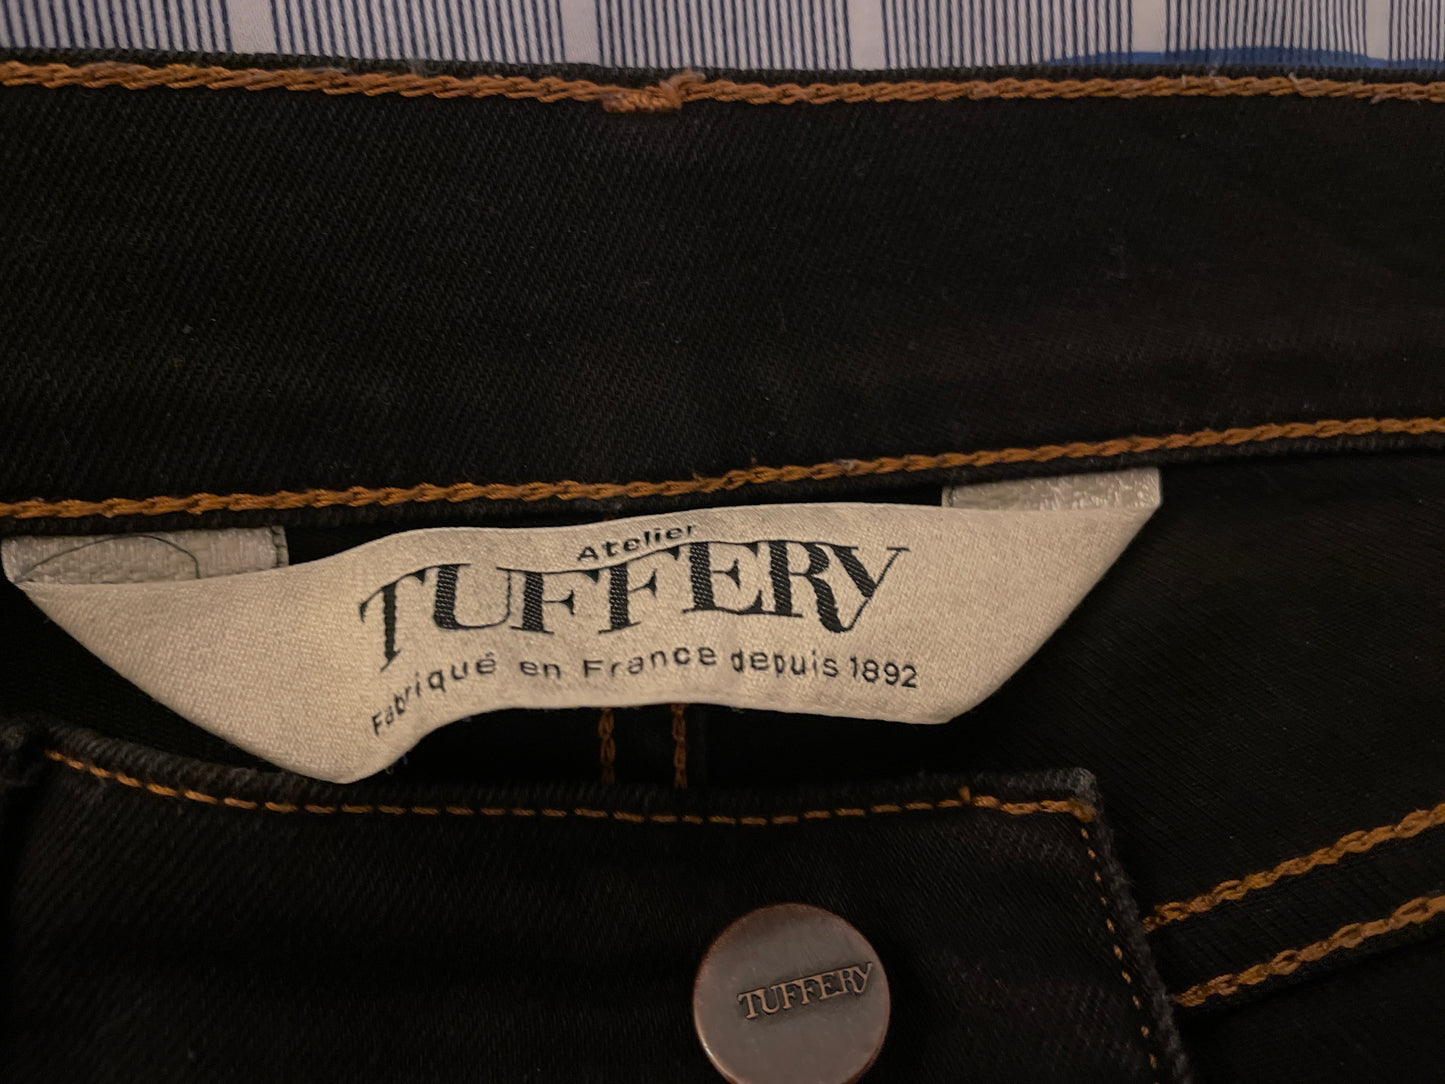 Atelier
TUFFERY
Fabriqué en France depuis 1892
TUFFERY